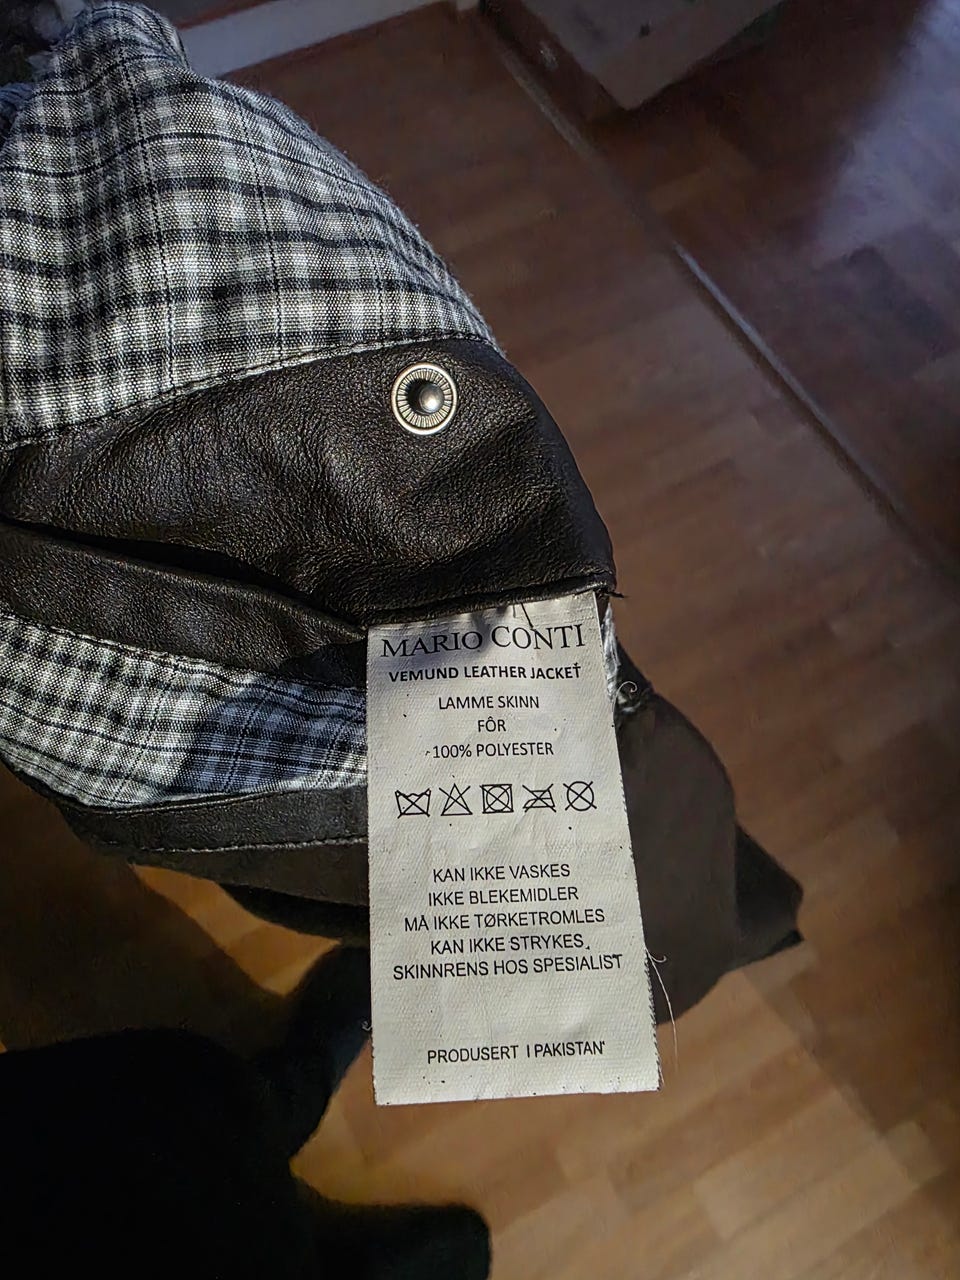 MARIO CONTI
VEMUND LEATHER JACKET
LAMME SKINN
FÔR
100% POLYESTER
KAN IKKE VASKES
IKKE BLEKEMIDLER
MÅ IKKE TØRKETROMLES
KAN IKKE STRYKES
SKINNRENS HOS SPESIALIST
PRODUSERT I PAKISTAN